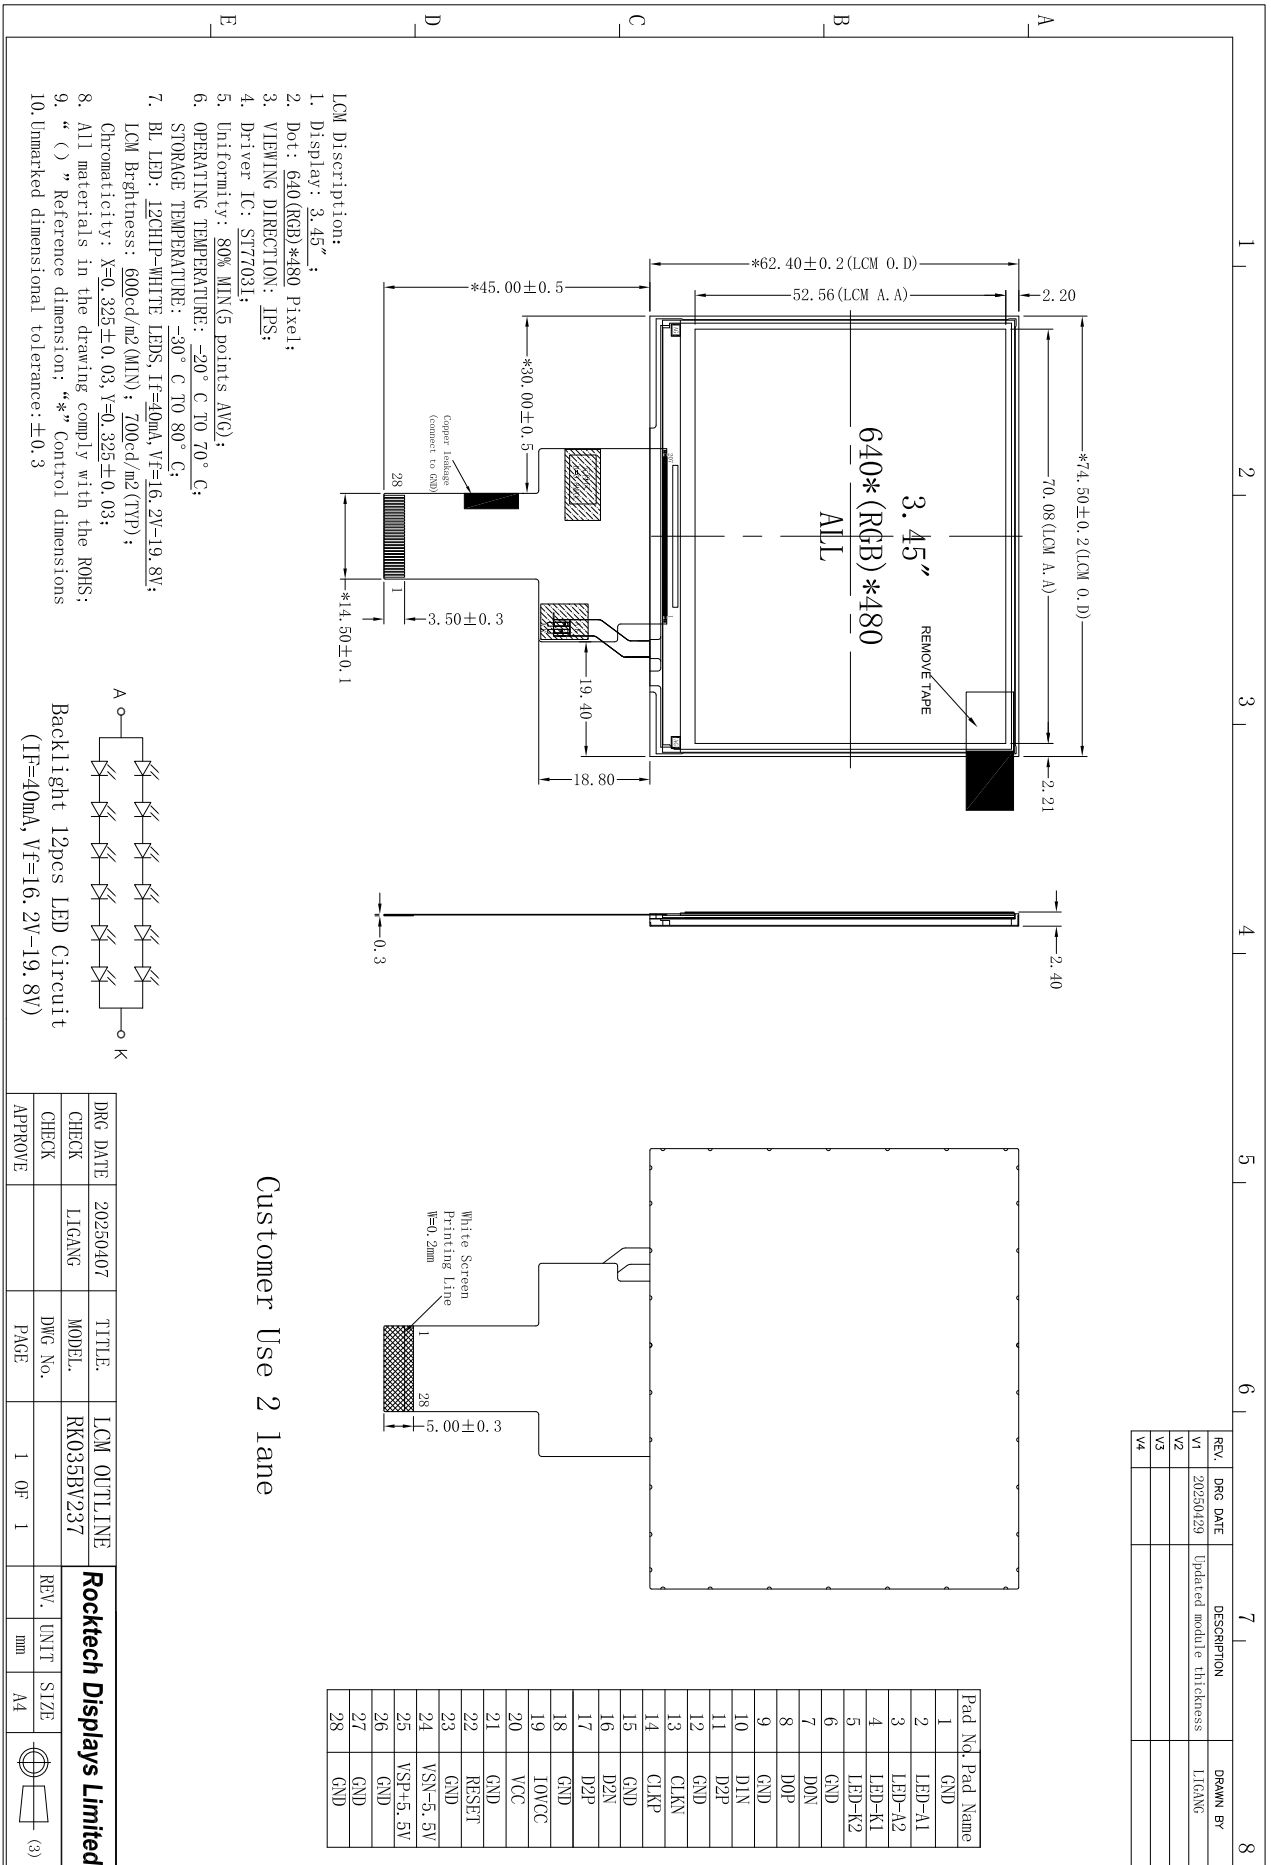 1
2
3
4
5
6
7
8
A
B
C
D
E
REV.	DRG DATE	DESCRIPTION	DRAWN BY
V1	20250429	Updated module thickness	LIGANG
V2
V3
V4
*74.50±0.2(LCM O.D)
70.08(LCM A.A)
2.20
2.21
*62.40±0.2(LCM O.D)
52.56(LCM A.A)
*45.00±0.5
*30.00±0.5
3.45"
640*(RGB)*480
ALL
REMOVE TAPE
Copper leakage
(connect to GND)
28
1
3.50±0.3
*14.50±0.1
19.40
18.80
2.40
0.3
White Screen
Printing Line
W=0.2mm
1
28
5.00±0.3
Customer Use 2 lane
Pad No.	Pad Name
1	GND
2	LED-A1
3	LED-A2
4	LED-K1
5	LED-K2
6	GND
7	D0N
8	D0P
9	GND
10	D1N
11	D2P
12	GND
13	CLKN
14	CLKP
15	GND
16	D2N
17	D2P
18	GND
19	IOVCC
20	VCC
21	GND
22	RESET
23	GND
24	VSN-5.5V
25	VSP+5.5V
26	GND
27	GND
28	GND
LCM Discription:
1. Display: 3.45";
2. Dot: 640(RGB)*480 Pixel;
3. VIEWING DIRECTION: IPS;
4. Driver IC: ST7703I;
5. Uniformity: 80% MIN(5 points AVG);
6. OPERATING TEMPERATURE: -20° C TO 70° C;
STORAGE TEMPERATURE: -30° C TO 80° C;
7. BL LED: 12CHIP-WHITE LEDS, If=40mA, Vf=16.2V-19.8V;
LCM Brghtness: 600cd/m2(MIN); 700cd/m2(TYP);
Chromaticity: X=0.325±0.03, Y=0.325±0.03;
8. All materials in the drawing comply with the ROHS;
9. “ () ” Reference dimension; “*” Control dimensions
10. Unmarked dimensional tolerance: ±0.3
A
K
Backlight 12pcs LED Circuit
(IF=40mA, Vf=16.2V-19.8V)
DRG DATE	20250407	TITLE.	LCM OUTLINE
CHECK	LIGANG	MODEL.	RK035BV237
CHECK	DWG No.
APPROVE	PAGE	1 OF 1
Rocktech Displays Limited
REV.	UNIT	SIZE
mm	A4	(3)